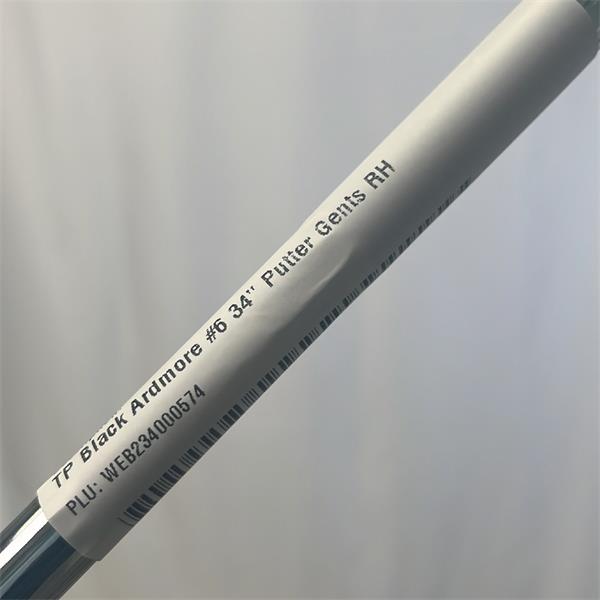 TP Black Ardmore #6 34" Putter Gents RH
PLU: WEB234000574